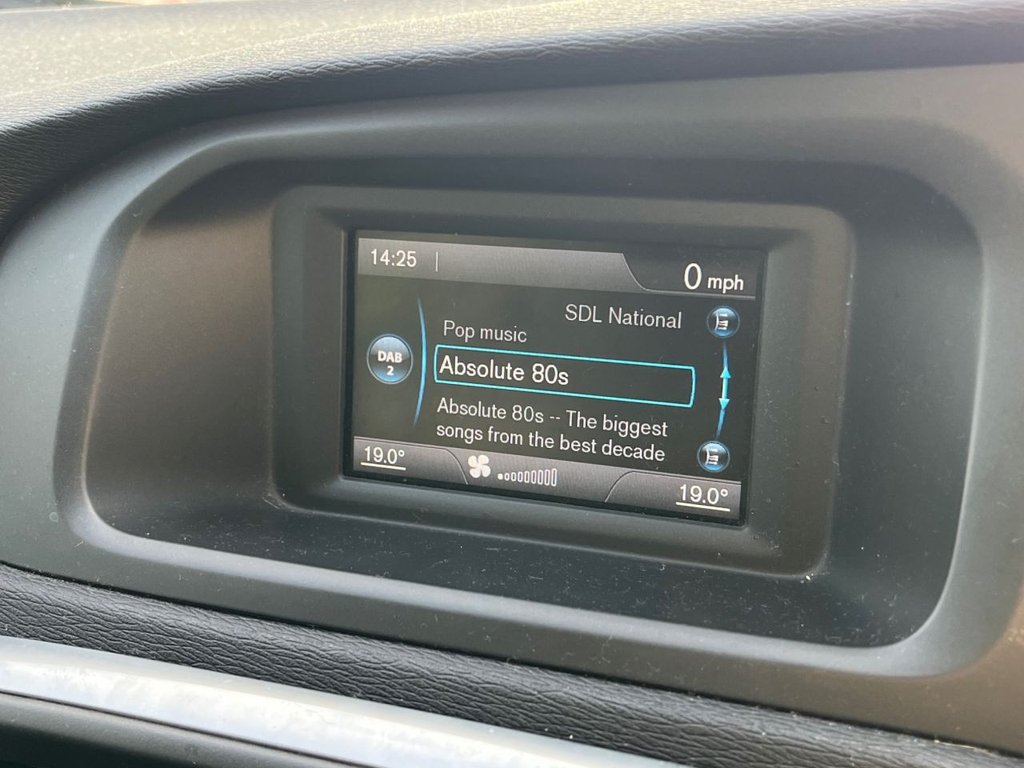 14:25
0 mph
SDL National
Pop music
DAB
2
Absolute 80s
Absolute 80s -- The biggest
songs from the best decade
19.0°
19.0°